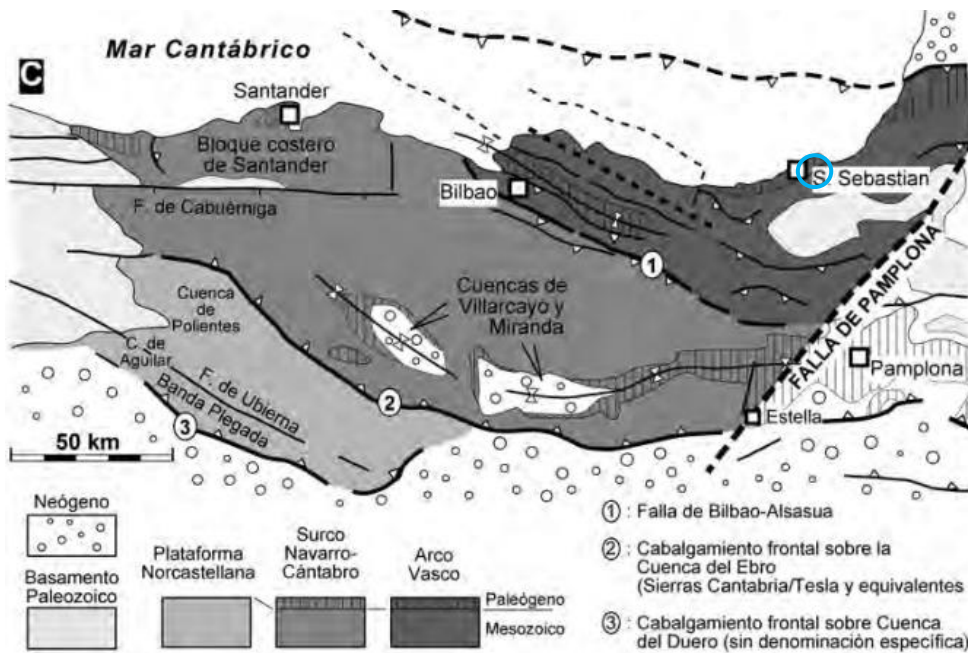 Mar Cantábrico
C
Santander
Bloque costero
de Santander
Bilbao
S. Sebastian
F. de Cabuérniga
1
Cuencas de
Villarcayo y
Miranda
FALLA DE PAMPLONA
Cuenca
de
Polientes
C. de
Aguilar
F. de Ubierna
Banda Plegada
Pamplona
Estella
2
3
50 km
Neógeno
Basamento
Paleozoico
Plataforma
Norcastellana
Surco
Navarro-
Cántabro
Arco
Vasco
Paleógeno
Mesozoico
1 : Falla de Bilbao-Alsasua
2 : Cabalgamiento frontal sobre la
Cuenca del Ebro
(Sierras Cantabria/Tesla y equivalentes
3 : Cabalgamiento frontal sobre Cuenca
del Duero (sin denominación específica)